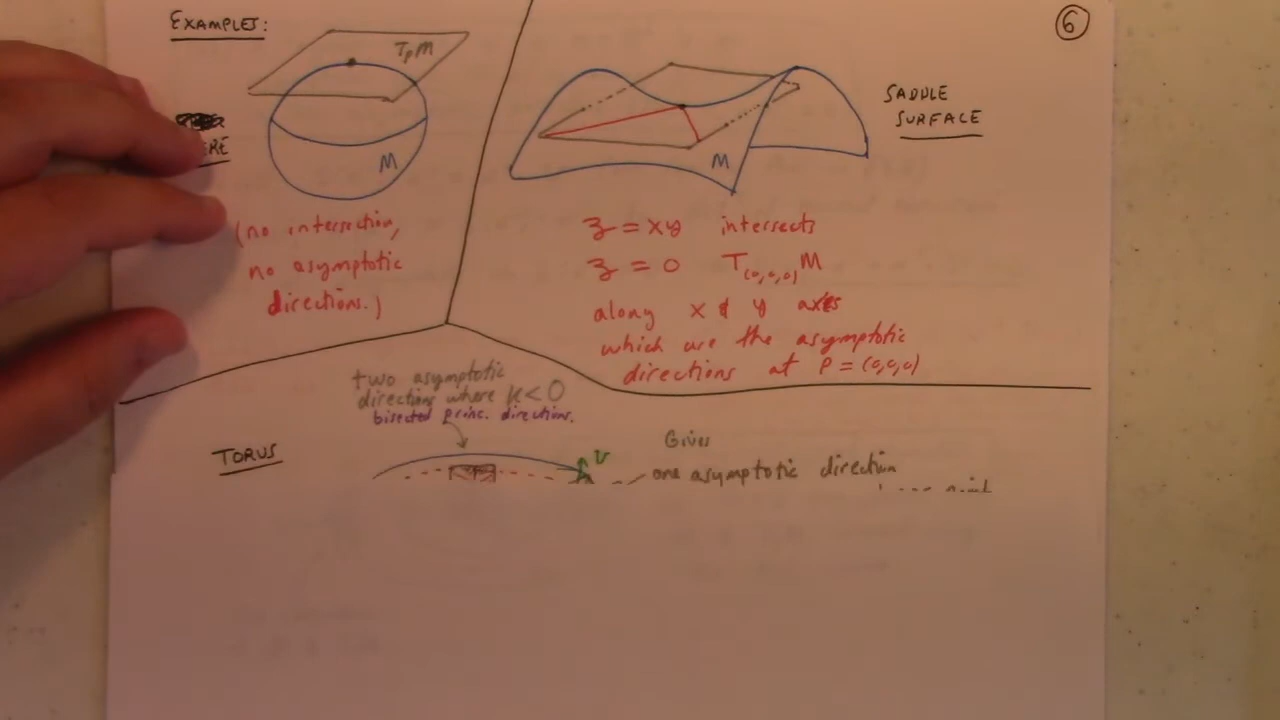 EXAMPLES:
6
TpM
M
ERE
(no intersection,
no asymptotic
directions.)
SADDLE
SURFACE
M
z = xy intersects
z = 0 T(0,0,0)M
along x & y axes
which are the asymptotic
directions at P = (0,0,0)
two asymptotic
directions where K < 0
bisected princ. directions.
TORUS
v
Gives
one asymptotic direction